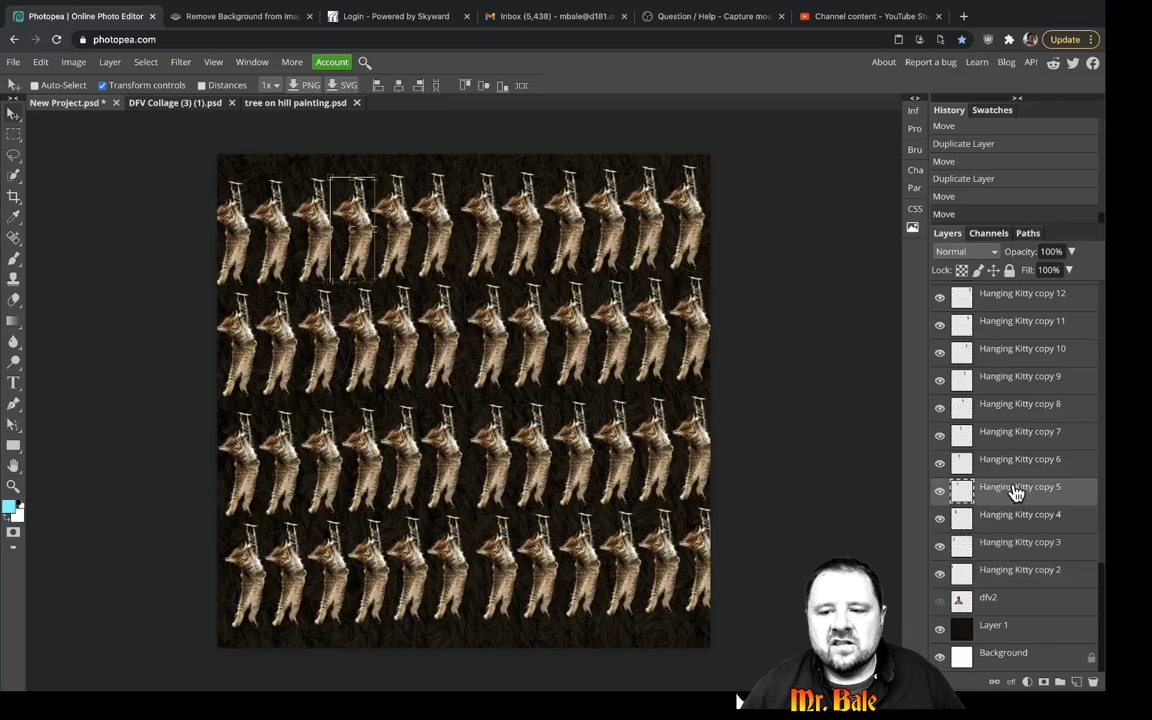 Photopea | Online Photo Editor
Remove Background from Ima
Login - Powered by Skyward
Inbox (5,438) - mbale@d181.o
Question / Help - Capture mou
Channel content - YouTube Stu
photopea.com
Update
File Edit Image Layer Select Filter View Window More Account
About Report a bug Learn Blog API
Auto-Select Transform controls Distances 1x PNG SVG
New Project.psd * DFV Collage (3) (1).psd tree on hill painting.psd
Inf
Pro
Bru
Cha
Par
CSS
History Swatches
Move
Duplicate Layer
Move
Duplicate Layer
Move
Move
Layers Channels Paths
Normal Opacity: 100%
Lock: Fill: 100%
Hanging Kitty copy 12
Hanging Kitty copy 11
Hanging Kitty copy 10
Hanging Kitty copy 9
Hanging Kitty copy 8
Hanging Kitty copy 7
Hanging Kitty copy 6
Hanging Kitty copy 5
Hanging Kitty copy 4
Hanging Kitty copy 3
Hanging Kitty copy 2
dfv2
Layer 1
Background
eff
Mr. Bale